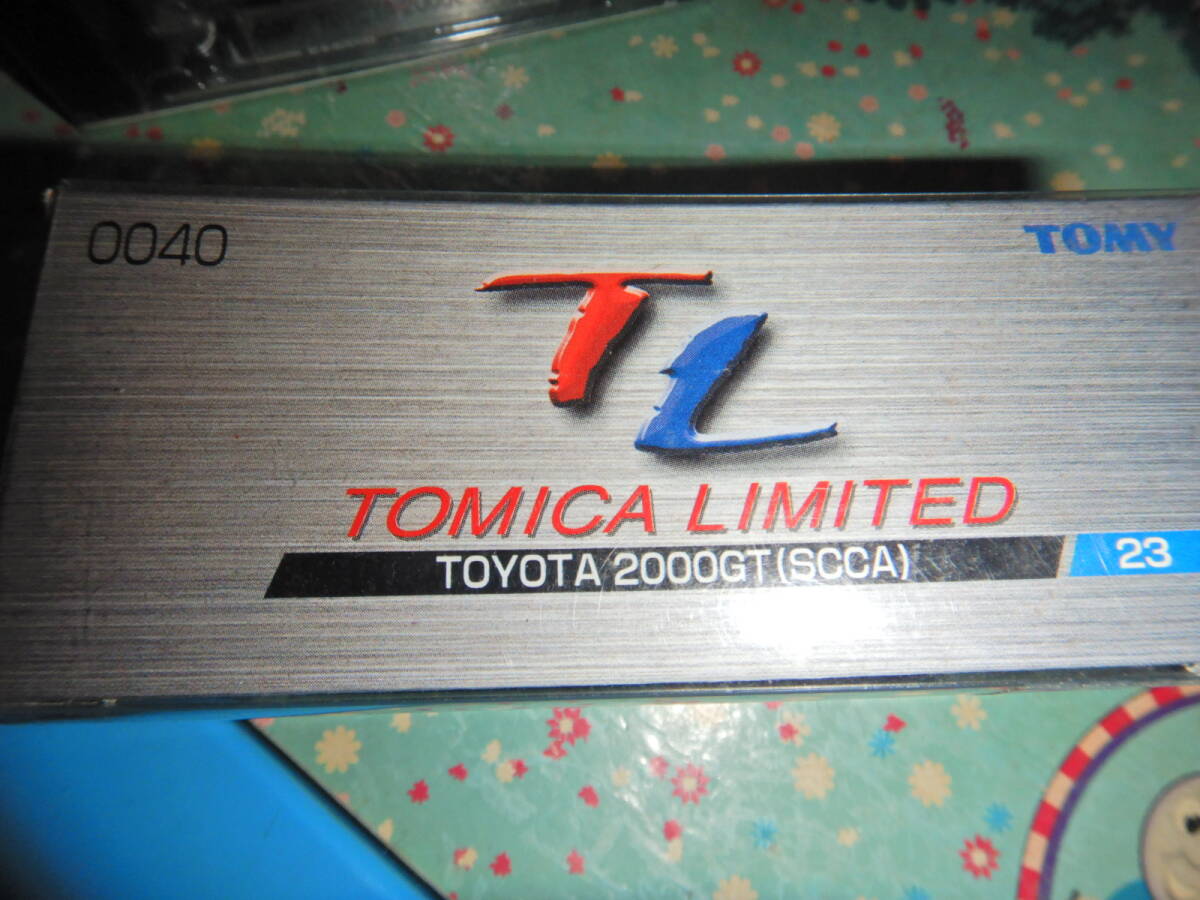 0040
TOMY
TL
TOMICA LIMITED
TOYOTA 2000GT(SCCA)
23